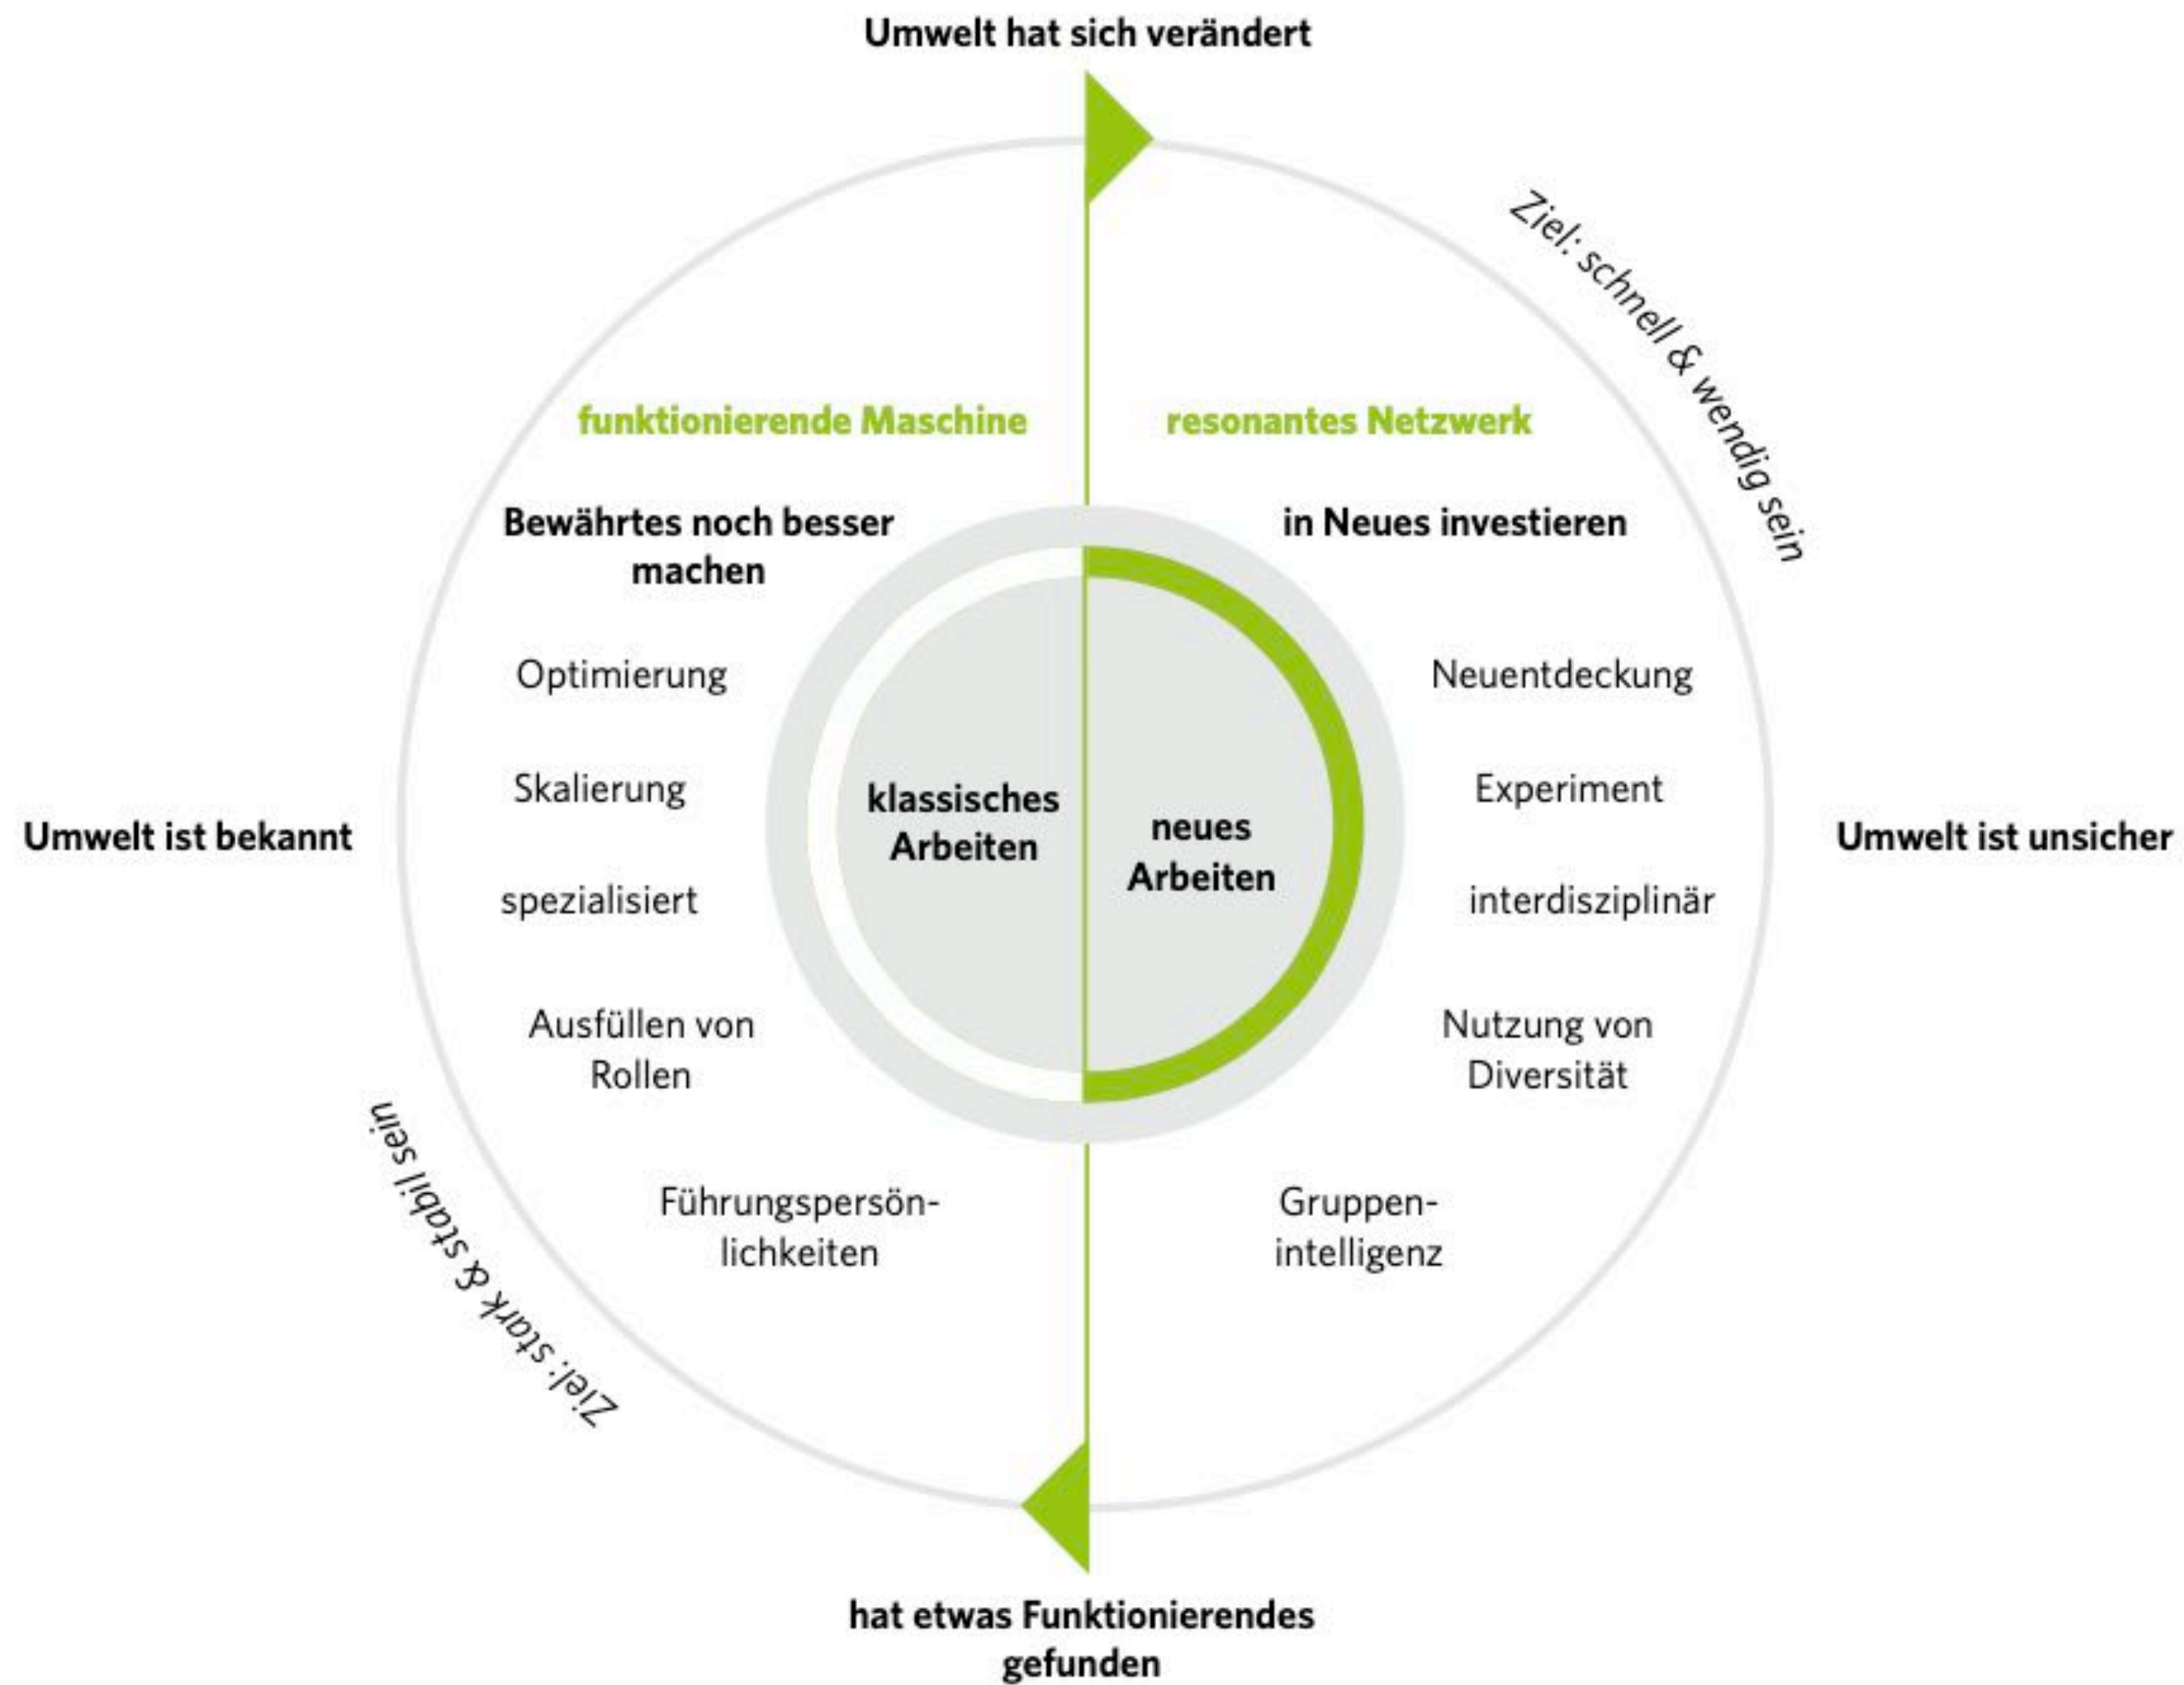 Umwelt hat sich verändert
Ziel: schnell & wendig sein
funktionierende Maschine
resonantes Netzwerk
Bewährtes noch besser
machen
in Neues investieren
Optimierung
Neuentdeckung
Skalierung
Experiment
klassisches
Arbeiten
neues
Arbeiten
Umwelt ist bekannt
Umwelt ist unsicher
spezialisiert
interdisziplinär
Ausfüllen von
Rollen
Nutzung von
Diversität
Führungspersön-
lichkeiten
Gruppen-
intelligenz
Ziel: stark & stabil sein
hat etwas Funktionierendes
gefunden